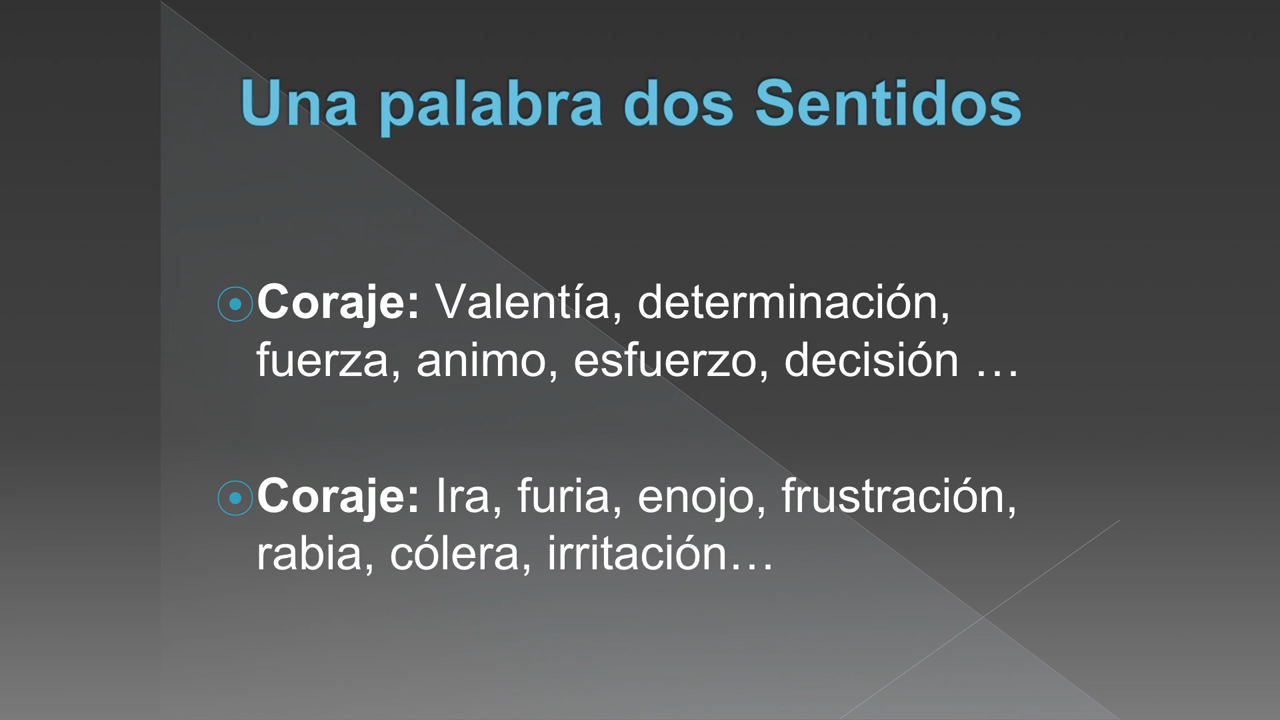 Una palabra dos Sentidos
Coraje: Valentía, determinación,
fuerza, animo, esfuerzo, decisión …
Coraje: Ira, furia, enojo, frustración,
rabia, cólera, irritación…